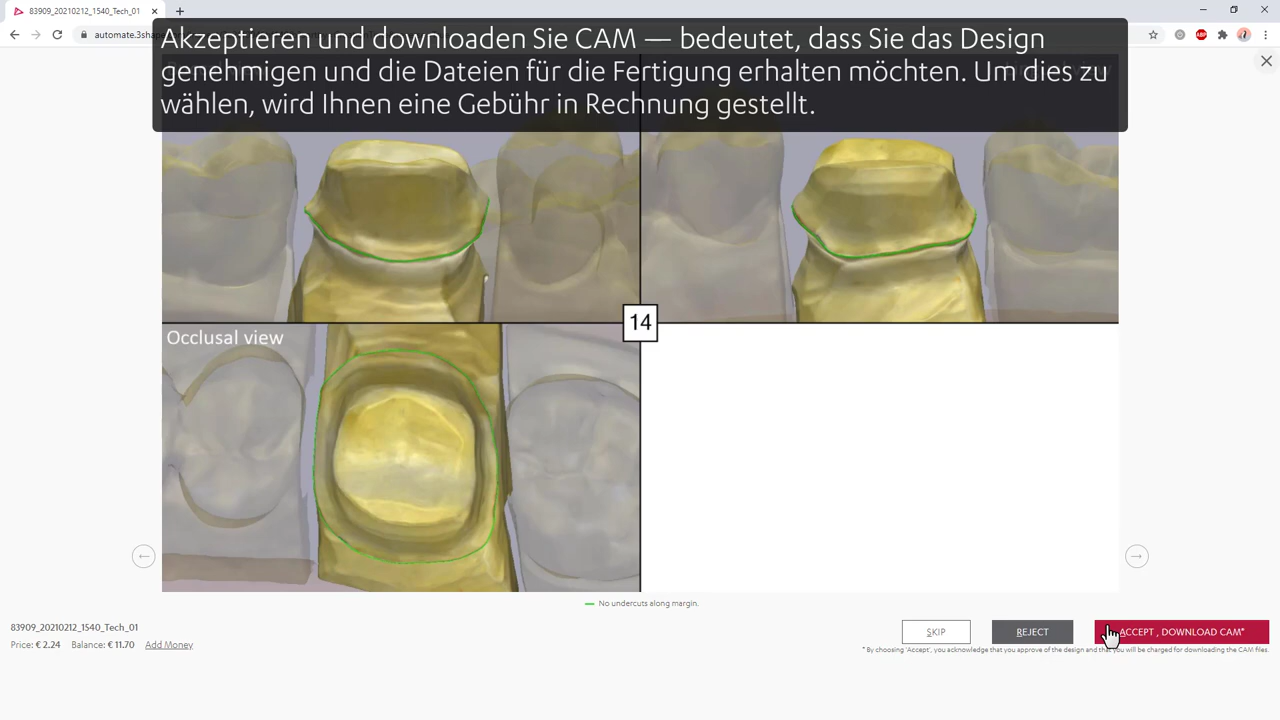 83909_20210212_1540_Tech_01
automate.3shape
Akzeptieren und downloaden Sie CAM — bedeutet, dass Sie das Design
genehmigen und die Dateien für die Fertigung erhalten möchten. Um dies zu
wählen, wird Ihnen eine Gebühr in Rechnung gestellt.
14
Occlusal view
No undercuts along margin.
83909_20210212_1540_Tech_01
Price: € 2.24 Balance: € 11.70 Add Money
SKIP
REJECT
ACCEPT , DOWNLOAD CAM*
* By choosing 'Accept', you acknowledge that you approve of the design and that you will be charged for downloading the CAM files.